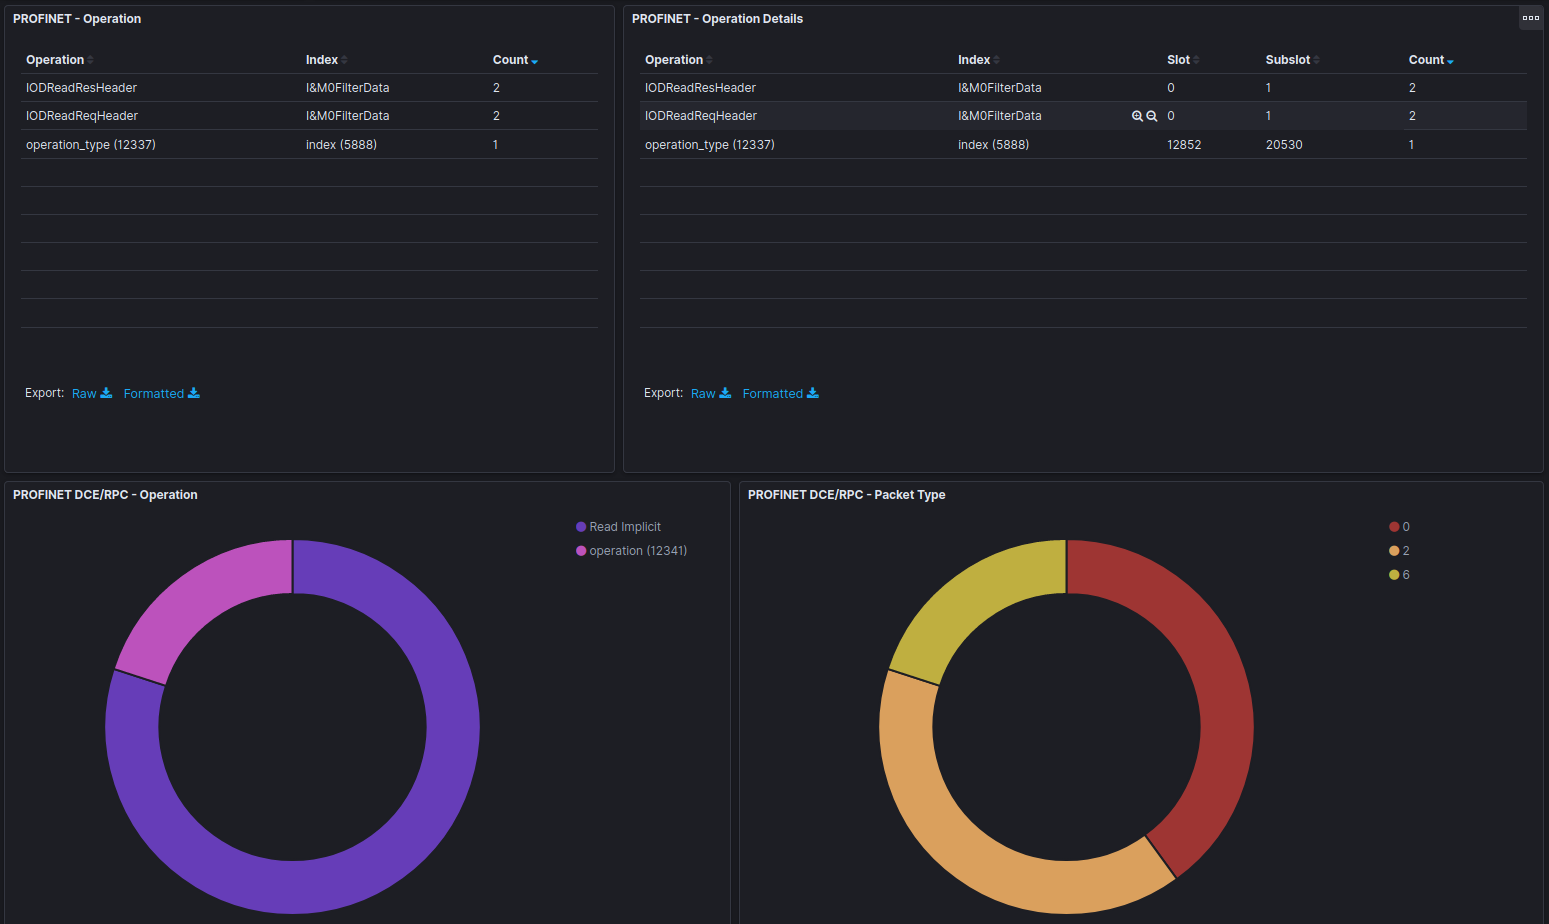 PROFINET - Operation
Operation Index Count
IODReadResHeader I&M0FilterData 2
IODReadReqHeader I&M0FilterData 2
operation_type (12337) index (5888) 1
Export: Raw Formatted
PROFINET - Operation Details
Operation Index Slot Subslot Count
IODReadResHeader I&M0FilterData 0 1 2
IODReadReqHeader I&M0FilterData 0 1 2
operation_type (12337) index (5888) 12852 20530 1
Export: Raw Formatted
PROFINET DCE/RPC - Operation
Read Implicit
operation (12341)
PROFINET DCE/RPC - Packet Type
0
2
6